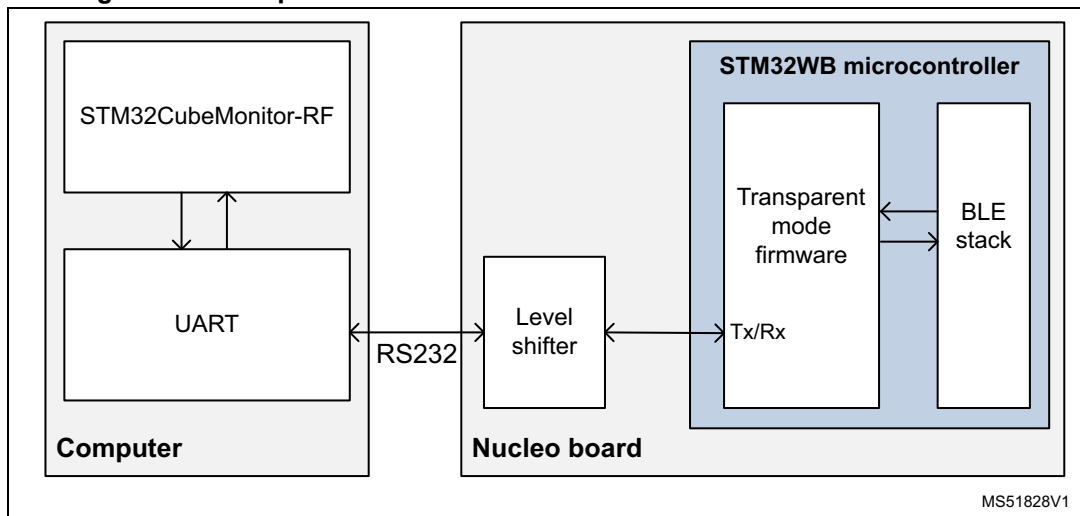 STM32CubeMonitor-RF
UART
Computer
RS232
Level
shifter
Nucleo board
STM32WB microcontroller
Transparent
mode
firmware
Tx/Rx
BLE
stack
MS51828V1